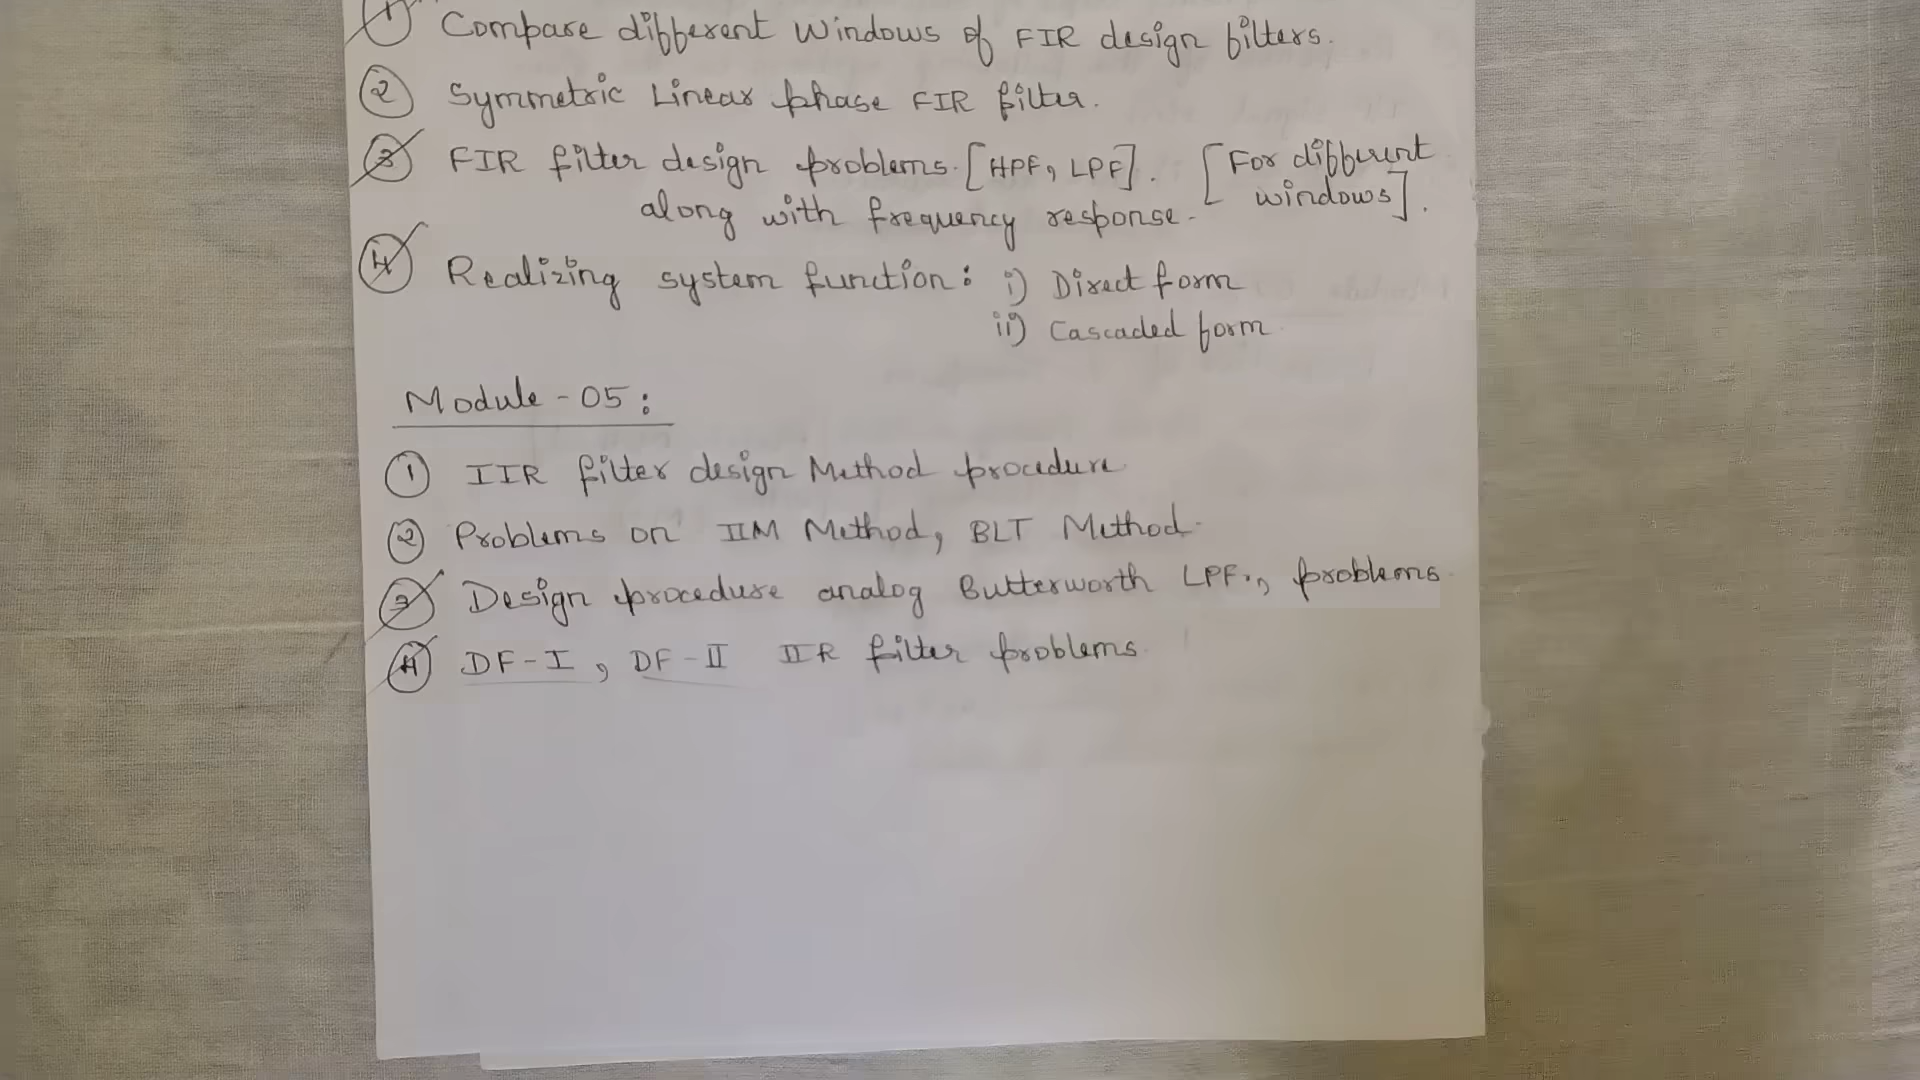 ① Compare different Windows of FIR design filters.
② Symmetric Linear phase FIR filter.
③ FIR filter design problems. [HPF, LPF]. [For different
along with frequency response. windows].
④ Realizing system function: i) Direct form
ii) Cascaded form
Module - 05:
① IIR filter design Method procedure
② Problems on IIM Method, BLT Method.
③ Design procedure analog Butterworth LPF., problems.
④ DF-I, DF-II IIR filter problems.